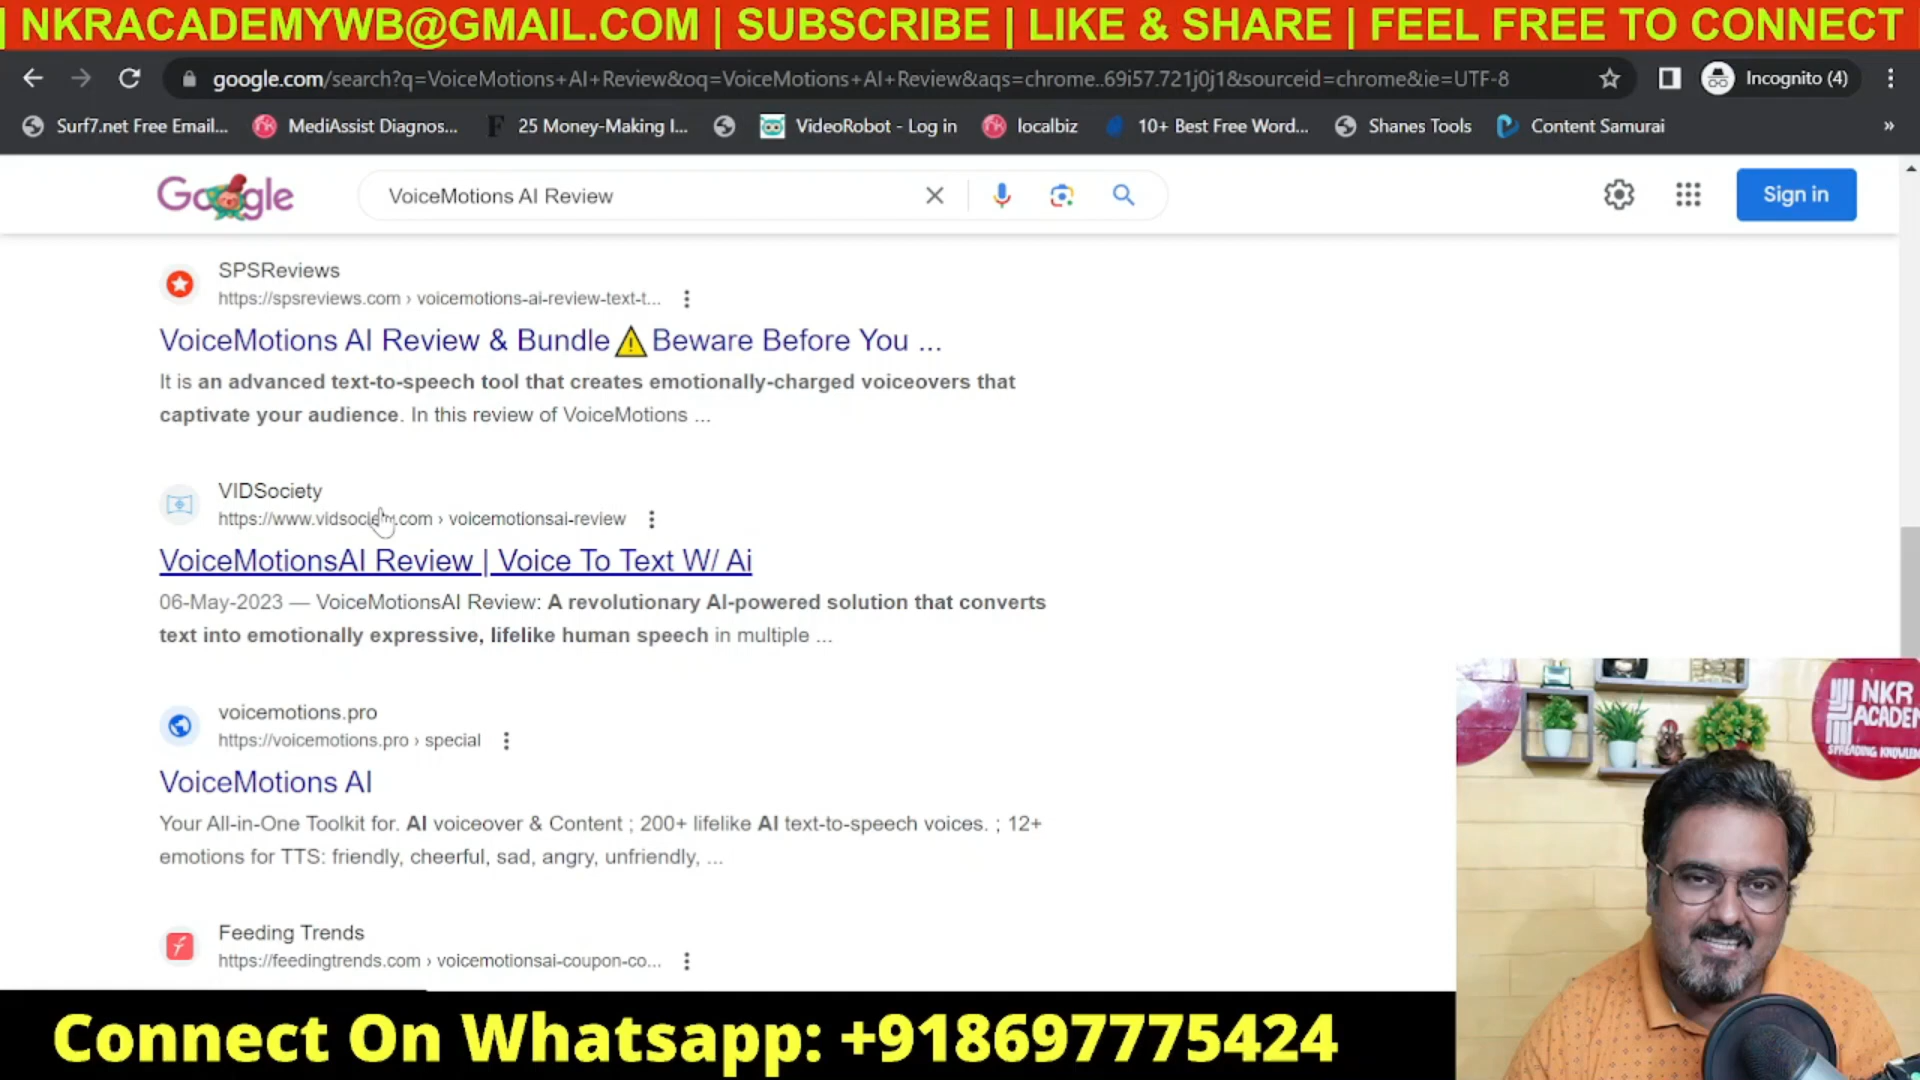 | NKRACADEMYWB@GMAIL.COM | SUBSCRIBE | LIKE & SHARE | FEEL FREE TO CONNECT
google.com/search?q=VoiceMotions+AI+Review&oq=VoiceMotions+AI+Review&aqs=chrome..69i57.721j0j1&sourceid=chrome&ie=UTF-8
Incognito (4)
Surf7.net Free Email...
MediAssist Diagnos...
25 Money-Making I...
VideoRobot - Log in
localbiz
10+ Best Free Word...
Shanes Tools
Content Samurai
»
Google
VoiceMotions AI Review
Sign in
SPSReviews
https://spsreviews.com › voicemotions-ai-review-text-t...
VoiceMotions AI Review & Bundle⚠️Beware Before You ...
It is an advanced text-to-speech tool that creates emotionally-charged voiceovers that
captivate your audience. In this review of VoiceMotions ...
VIDSociety
https://www.vidsociety.com › voicemotionsai-review
VoiceMotionsAI Review | Voice To Text W/ Ai
06-May-2023 — VoiceMotionsAI Review: A revolutionary AI-powered solution that converts
text into emotionally expressive, lifelike human speech in multiple ...
voicemotions.pro
https://voicemotions.pro › special
VoiceMotions AI
Your All-in-One Toolkit for. AI voiceover & Content ; 200+ lifelike AI text-to-speech voices. ; 12+
emotions for TTS: friendly, cheerful, sad, angry, unfriendly, ...
Feeding Trends
https://feedingtrends.com › voicemotionsai-coupon-co...
NKR
ACADEM
SPREADING KNOWL
Connect On Whatsapp: +918697775424